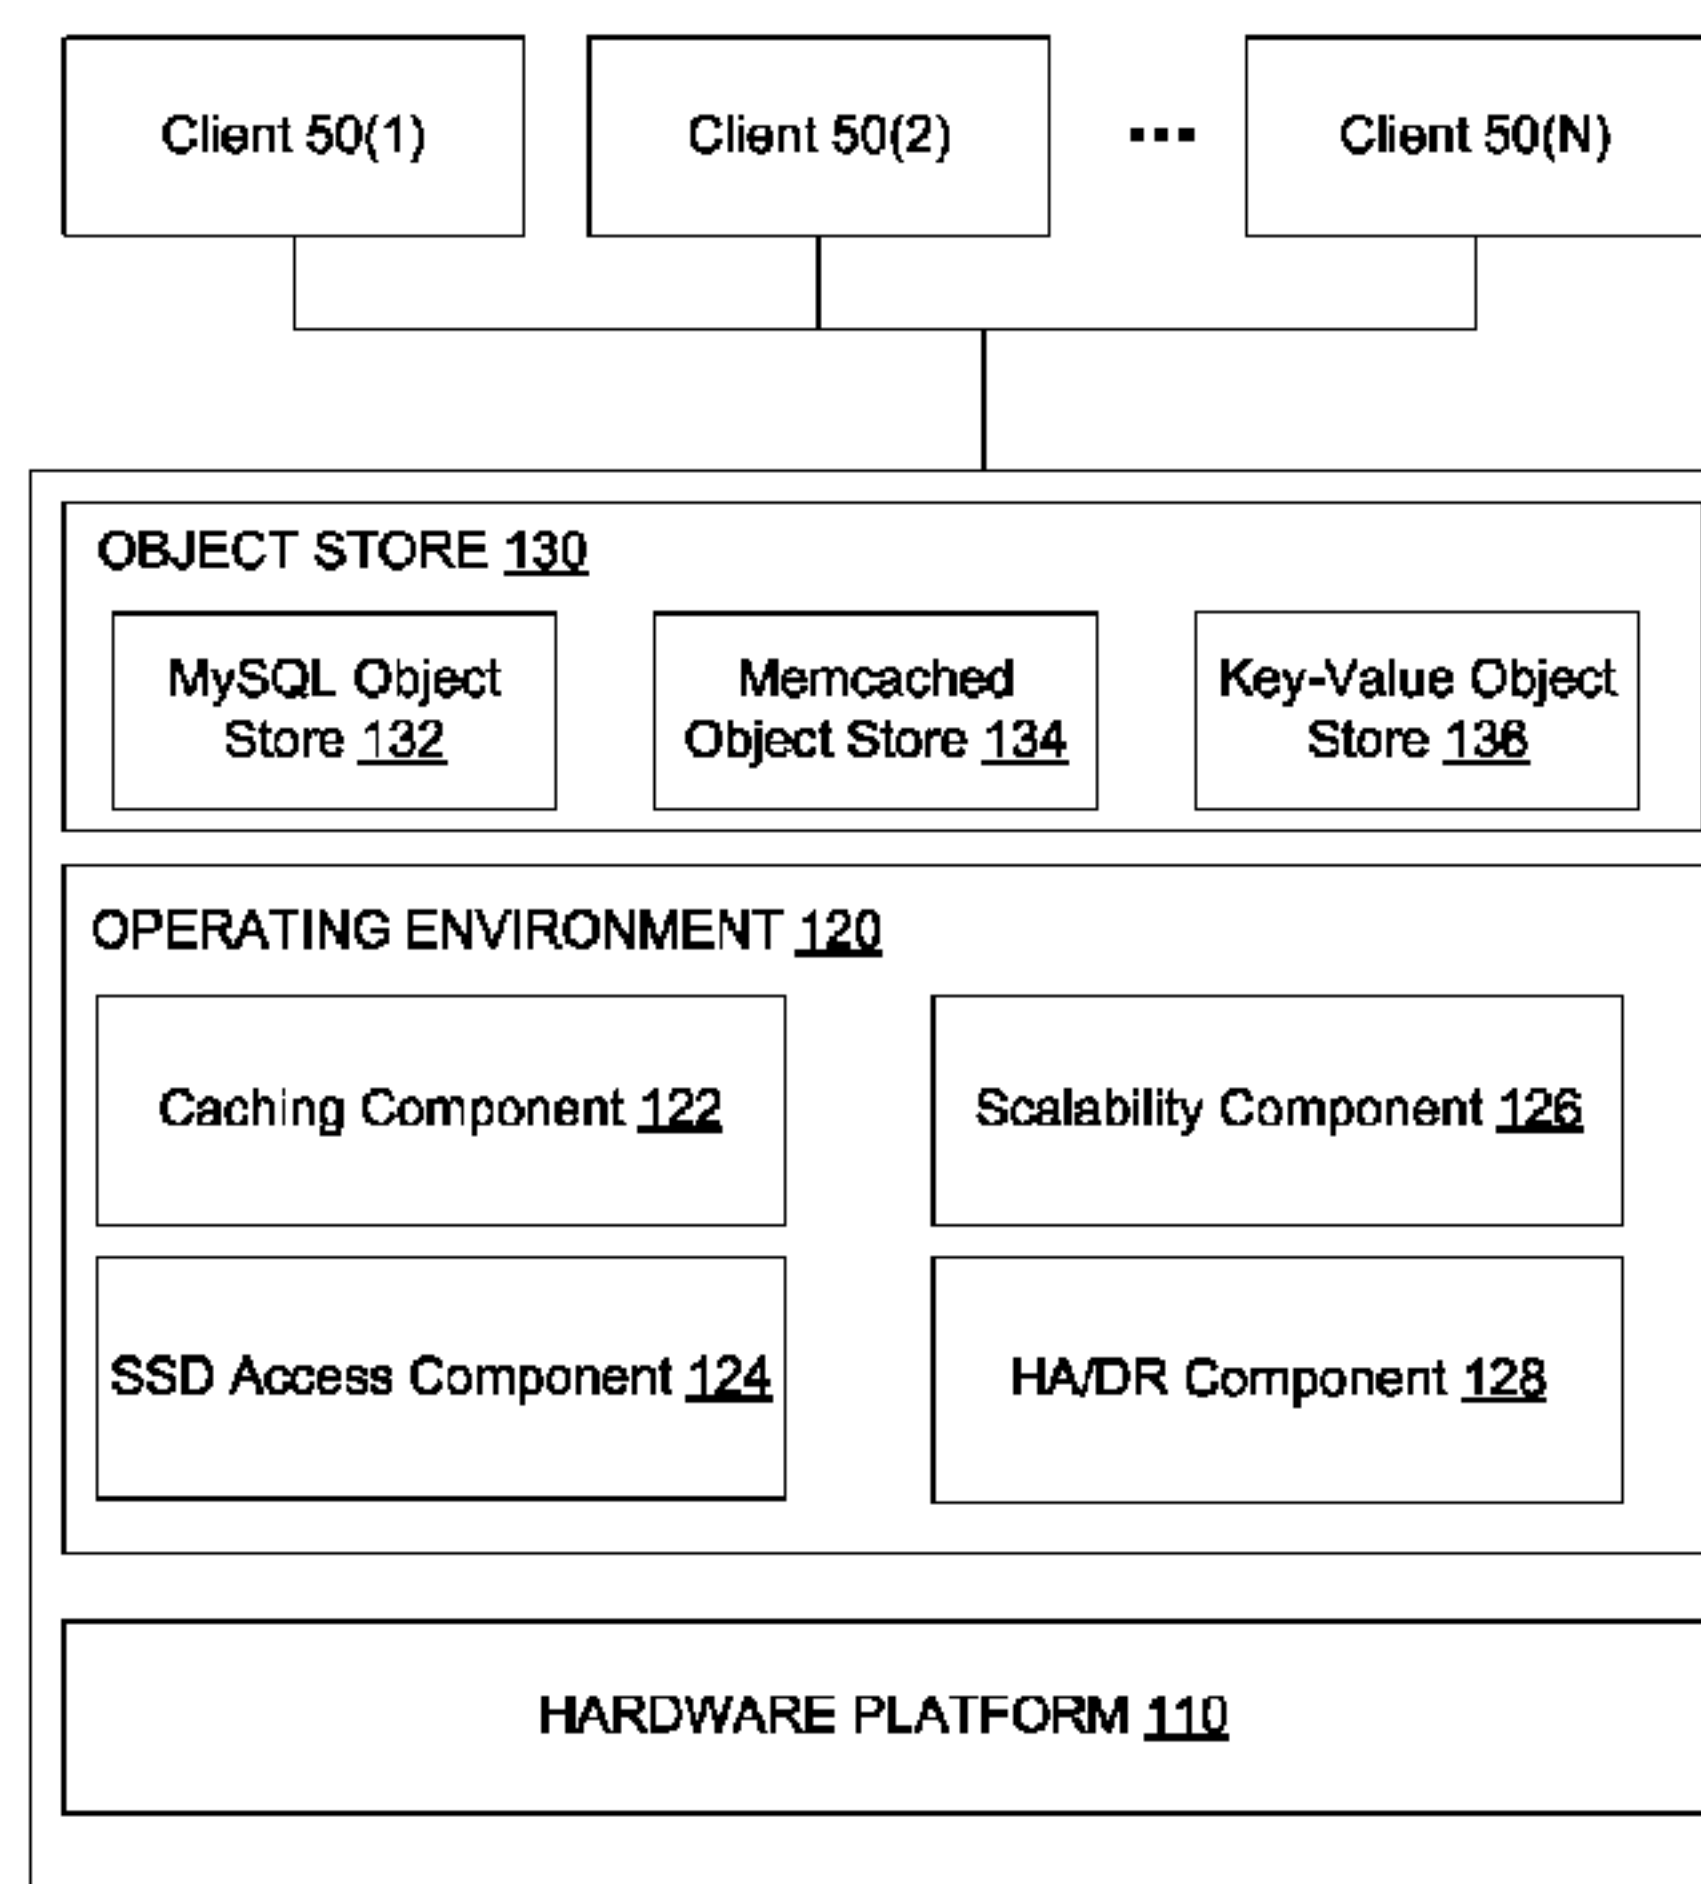 Client 50(1)
Client 50(2)
...
Client 50(N)
OBJECT STORE 130
MySQL Object
Store 132
Memcached
Object Store 134
Key-Value Object
Store 136
OPERATING ENVIRONMENT 120
Caching Component 122
Scalability Component 126
SSD Access Component 124
HA/DR Component 128
HARDWARE PLATFORM 110